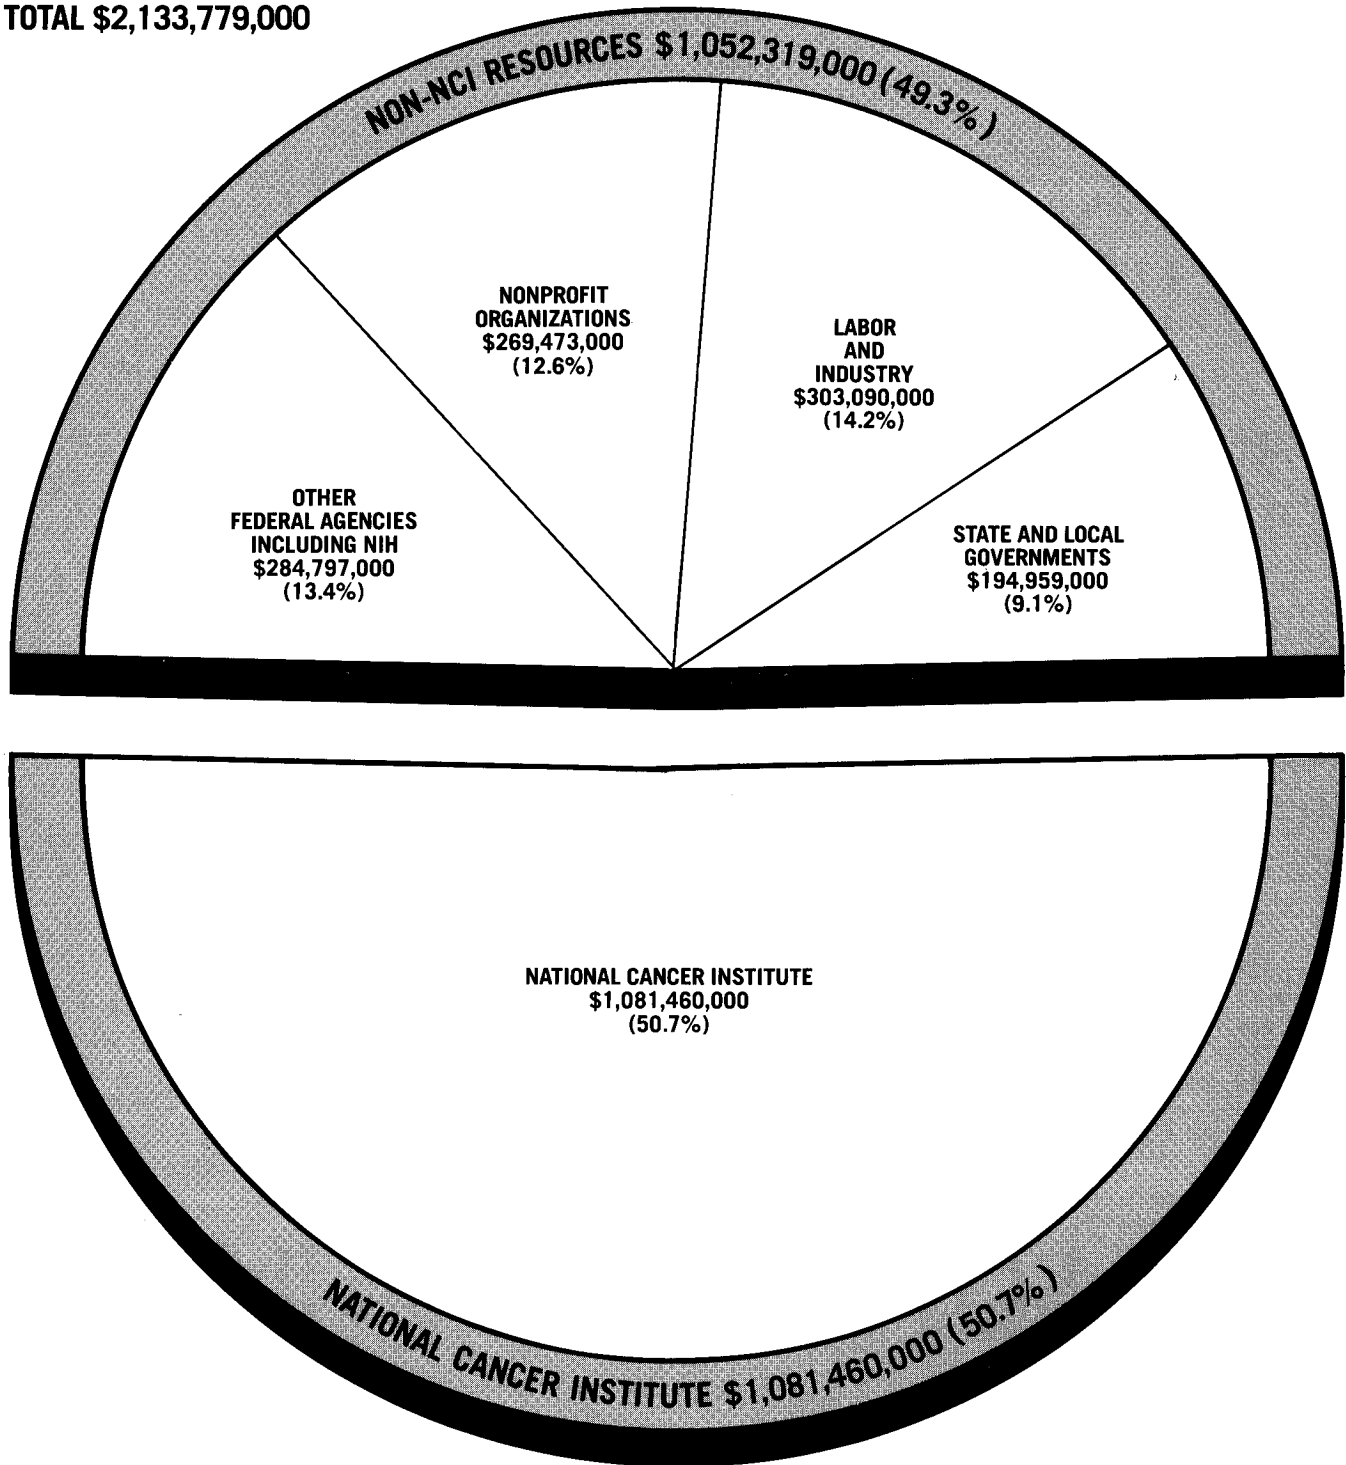 TOTAL $2,133,779,000
NON-NCI RESOURCES $1,052,319,000 (49.3%)
NONPROFIT
ORGANIZATIONS
$269,473,000
(12.6%)
LABOR
AND
INDUSTRY
$303,090,000
(14.2%)
OTHER
FEDERAL AGENCIES
INCLUDING NIH
$284,797,000
(13.4%)
STATE AND LOCAL
GOVERNMENTS
$194,959,000
(9.1%)
NATIONAL CANCER INSTITUTE
$1,081,460,000
(50.7%)
NATIONAL CANCER INSTITUTE $1,081,460,000 (50.7%)